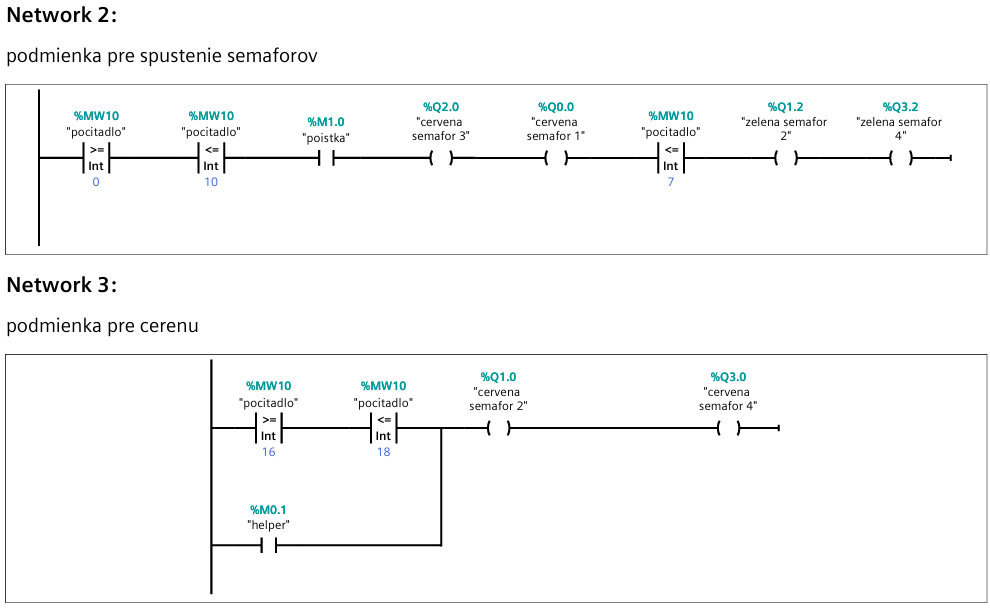 Network 2:
podmienka pre spustenie semaforov
%MW10
"pocitadlo"
>=
Int
0
%MW10
"pocitadlo"
<=
Int
10
%M1.0
"poistka"
%Q2.0
"cervena
semafor 3"
%Q0.0
"cervena
semafor 1"
%MW10
"pocitadlo"
<=
Int
7
%Q1.2
"zelena semafor
2"
%Q3.2
"zelena semafor
4"
Network 3:
podmienka pre cerenu
%MW10
"pocitadlo"
>=
Int
16
%MW10
"pocitadlo"
<=
Int
18
%Q1.0
"cervena
semafor 2"
%Q3.0
"cervena
semafor 4"
%M0.1
"helper"